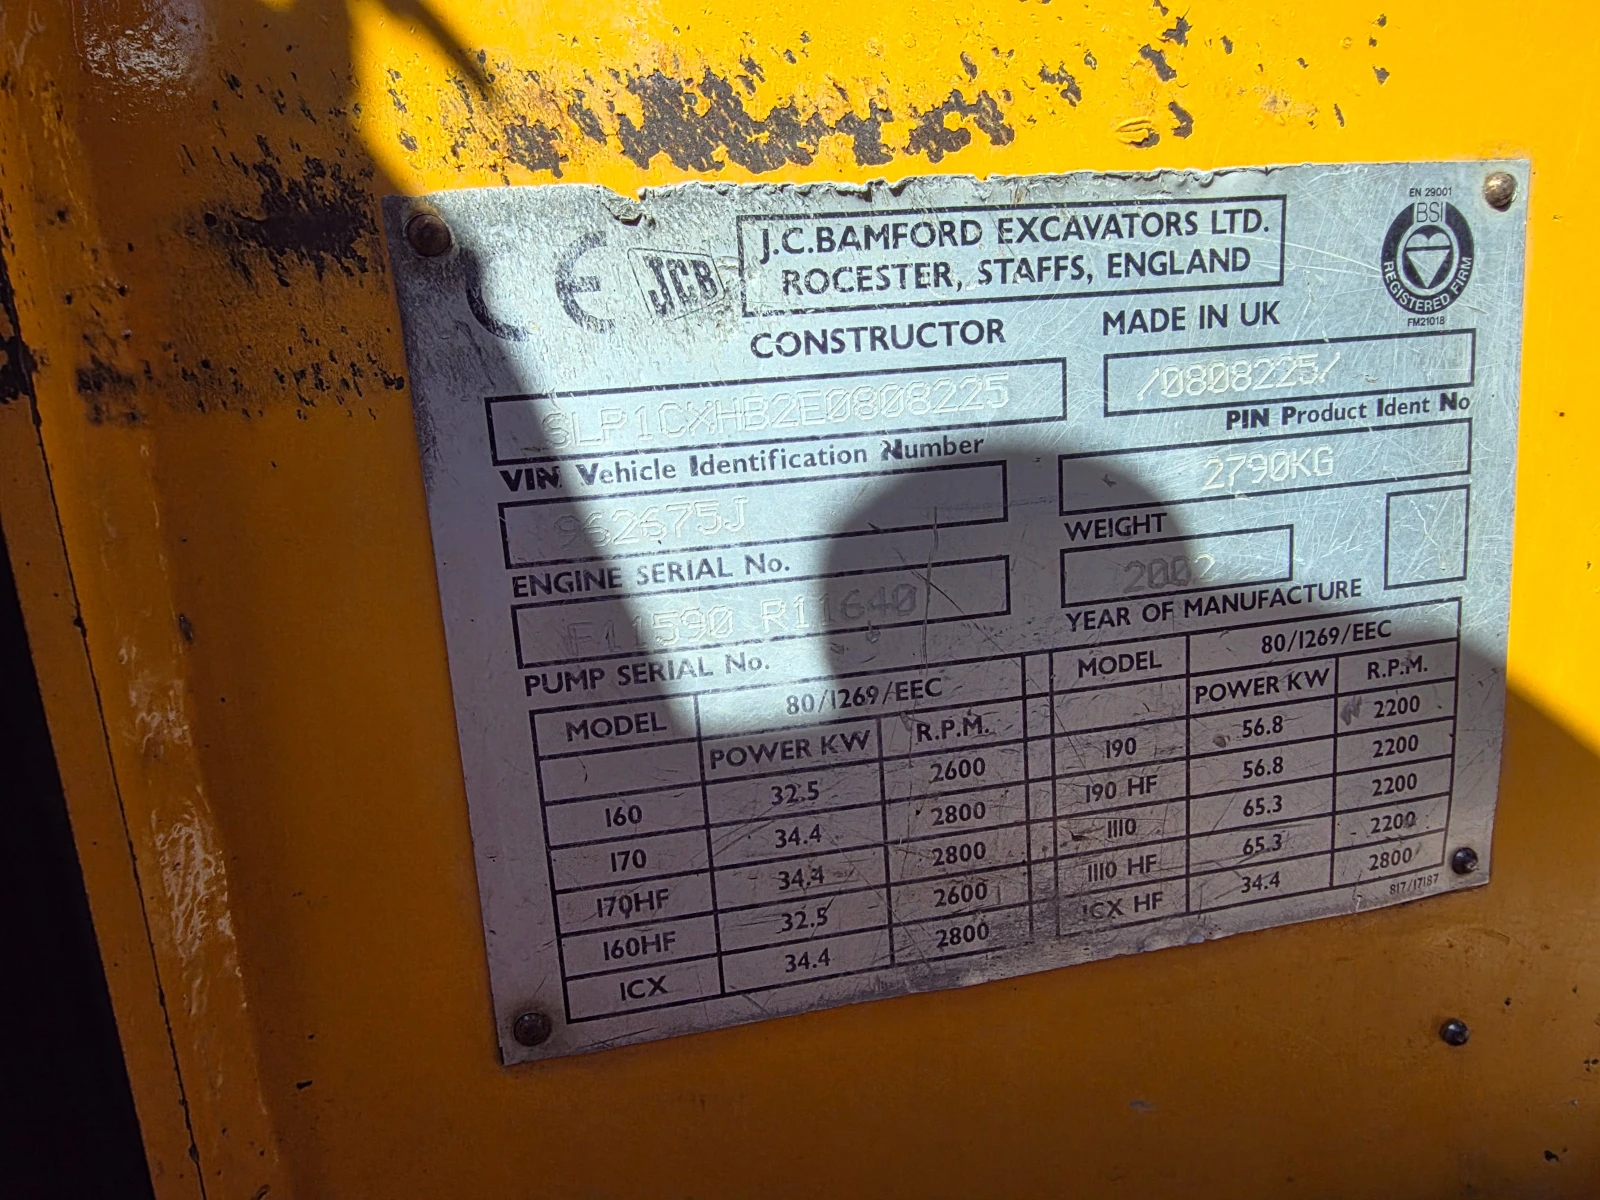 CE JCB J.C.BAMFORD EXCAVATORS LTD.
ROCESTER, STAFFS, ENGLAND
EN 29001
BSI
REGISTERED FIRM
FM21018
CONSTRUCTOR
MADE IN UK
SLP1CXHB2E0808225
/0808225/
VIN Vehicle Identification Number
PIN Product Ident No
962675J
2790KG
ENGINE SERIAL No.
WEIGHT
F11590 R11640
2002
PUMP SERIAL No.
YEAR OF MANUFACTURE
MODEL 80/1269/EEC
POWER KW R.P.M.
160 32.5 2600
170 34.4 2800
170HF 34.4 2800
160HF 32.5 2600
1CX 34.4 2800
MODEL 80/1269/EEC
POWER KW R.P.M.
190 56.8 2200
190 HF 56.8 2200
1110 65.3 2200
1110 HF 65.3 2200
1CX HF 34.4 2800
817/17187